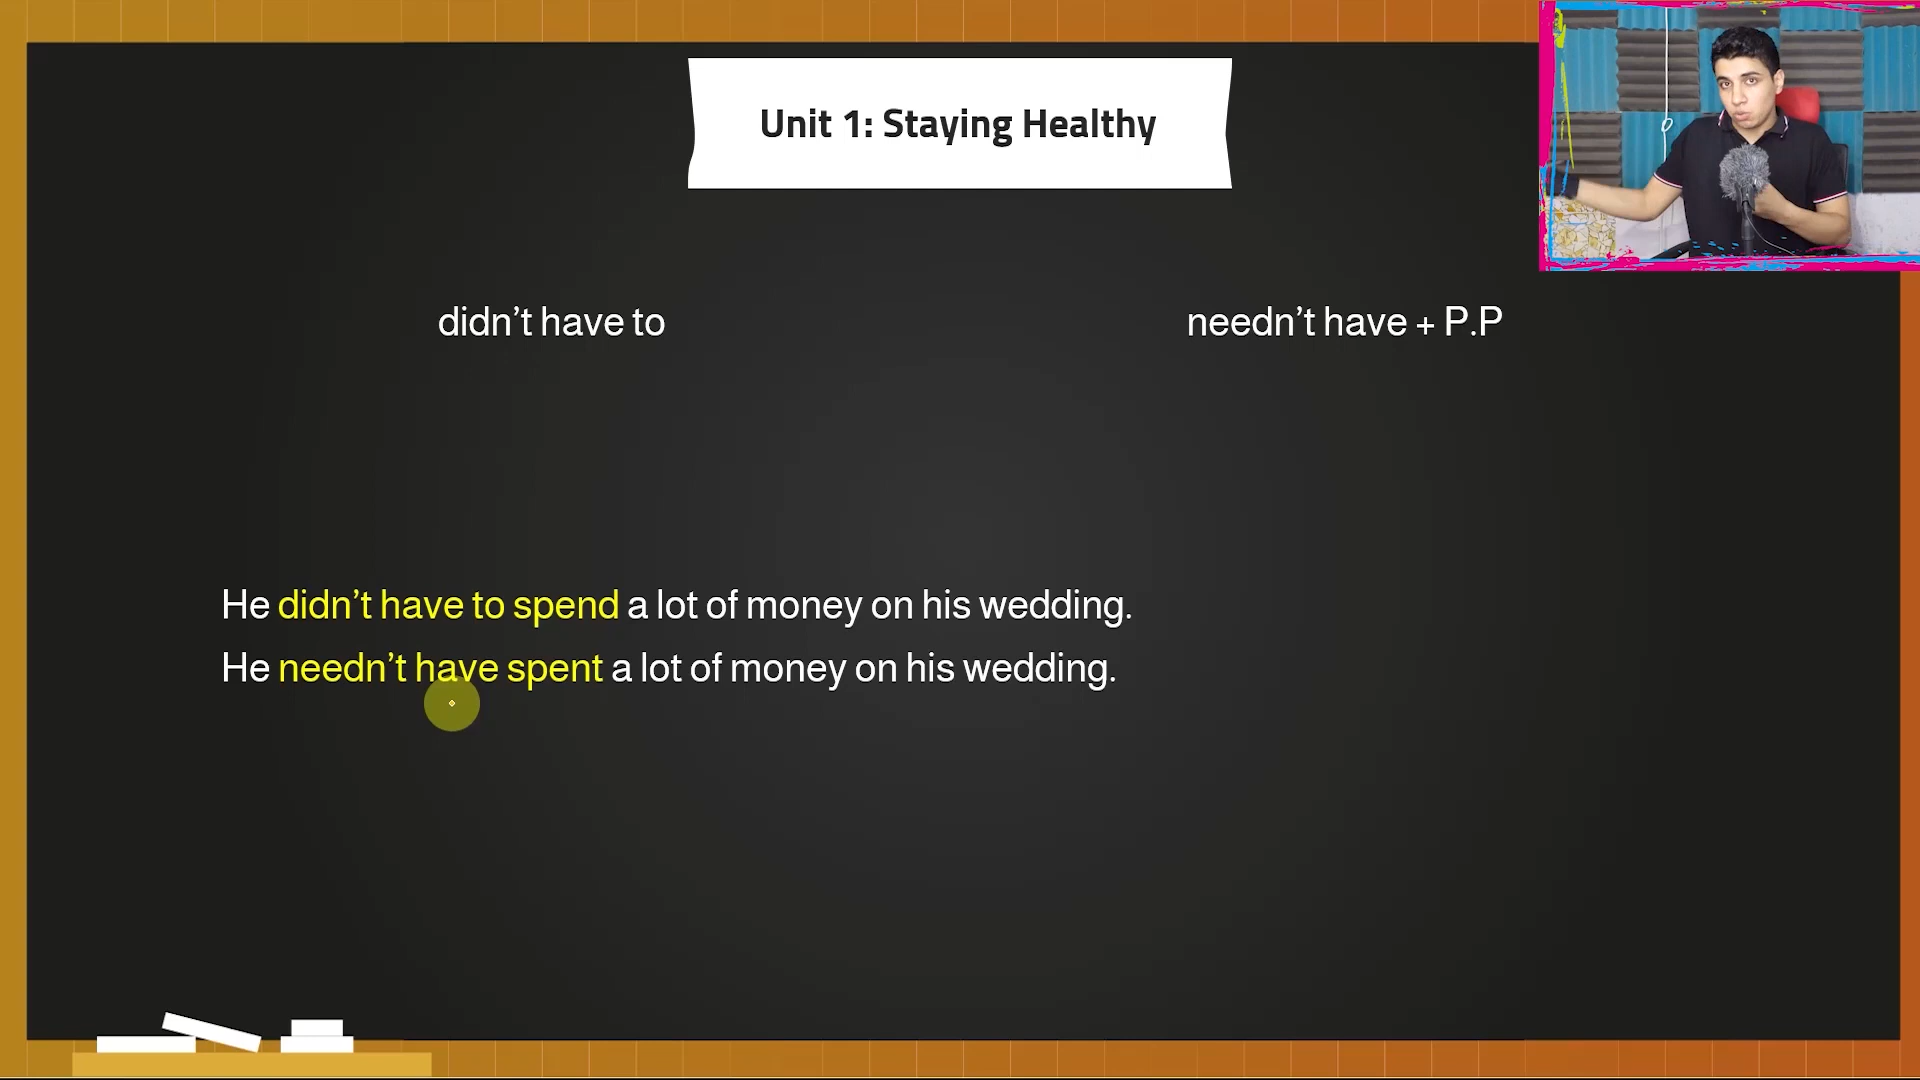 Unit 1: Staying Healthy
didn’t have to
needn’t have + P.P
He didn’t have to spend a lot of money on his wedding.
He needn’t have spent a lot of money on his wedding.